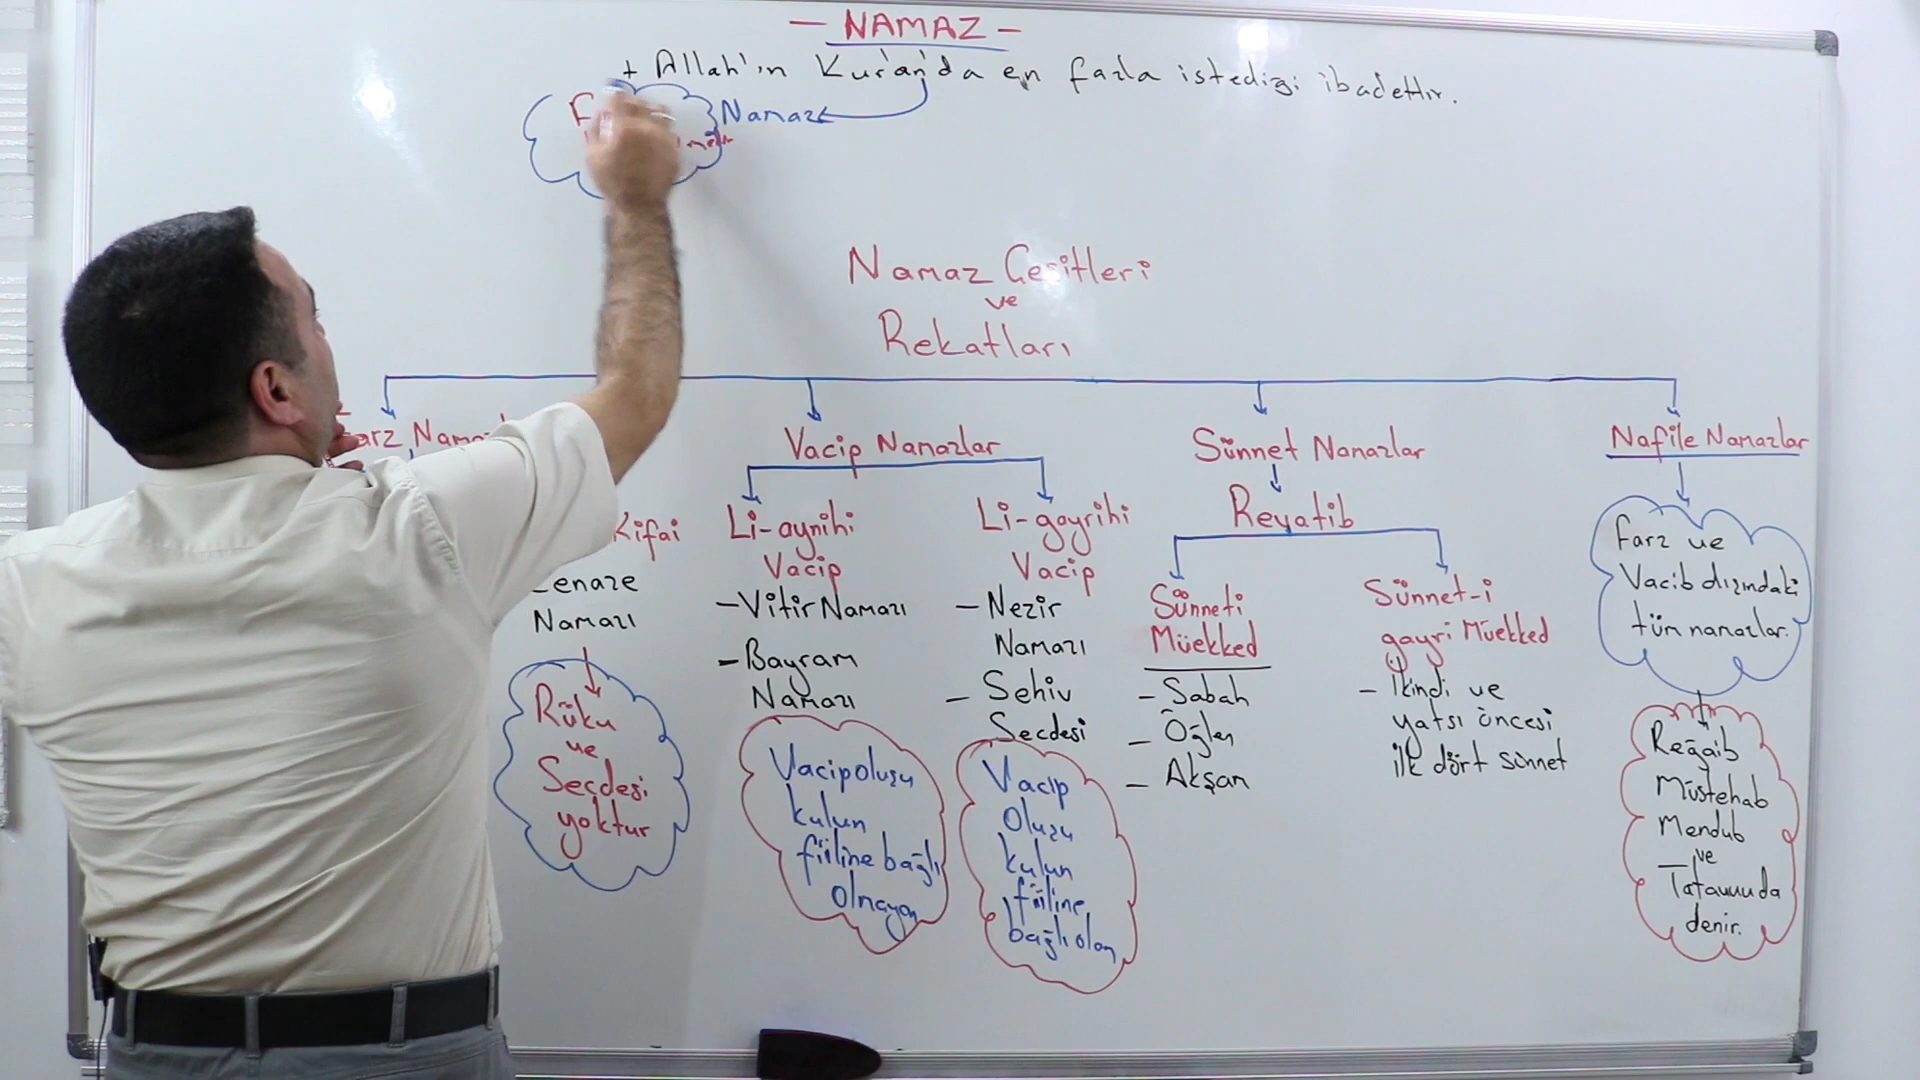 — NAMAZ —
+ Allah'ın Kur'an'da en fazla istediği ibadettir.
Namaz
Namaz Çeşitleri
ve
Rekatları
Farz
Vacip Namazlar
Sünnet Namazlar
Nafile Namazlar
Kifai
Cenaze
Namazı
Rüku
ve
Secdesi
yoktur
Li-aynihi
Vacip
- Vitir Namazı
- Bayram
Namazı
Vacip oluşu
kulun
fiiline bağlı
olmayan
Li-gayrihi
Vacip
- Nezir
Namazı
- Sehiv
Secdesi
Vacip
Oluşu
kulun
fiiline
bağlı olan
Revatib
Sünneti
Müekked
- Sabah
- Öğlen
- Akşam
Sünnet-i
gayri Müekked
- İkindi ve
yatsı öncesi
ilk dört sünnet
Farz ve
Vacib dışındaki
tüm namazlar.
Reğaib
Müstehab
Mendub
ve
Tatavvu da
denir.